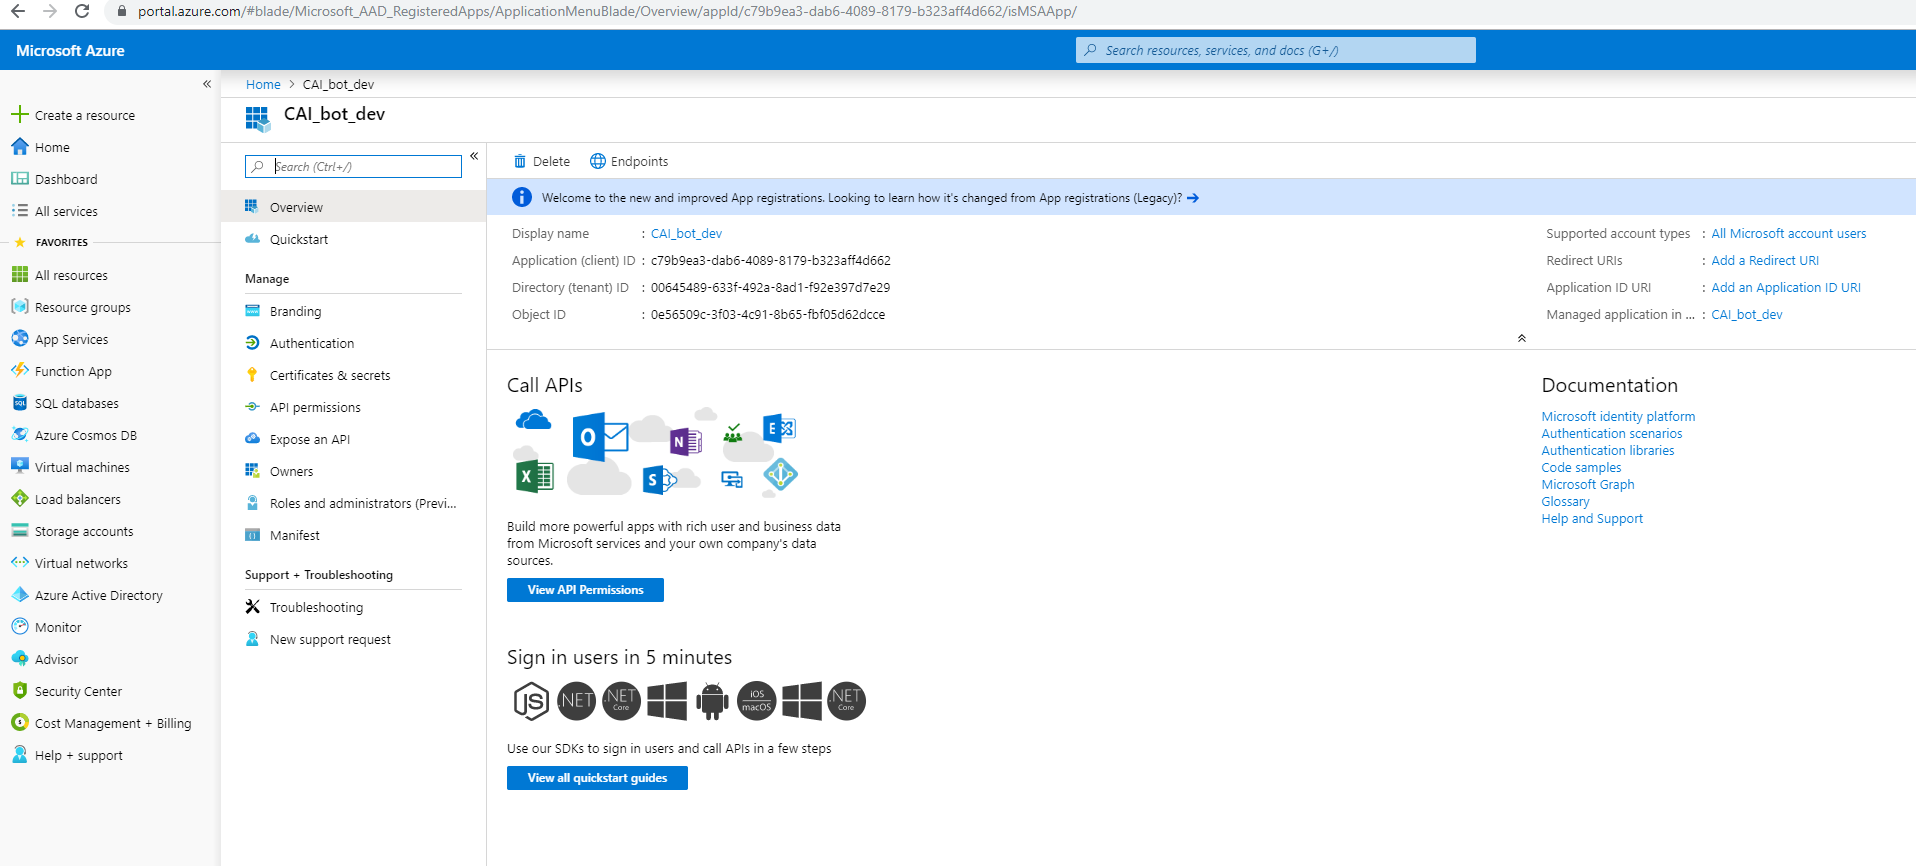 portal.azure.com/#blade/Microsoft_AAD_RegisteredApps/ApplicationMenuBlade/Overview/appId/c79b9ea3-dab6-4089-8179-b323aff4d662/isMSAApp/
Microsoft Azure
Search resources, services, and docs (G+/)
«
Create a resource
Home
Dashboard
All services
FAVORITES
All resources
Resource groups
App Services
Function App
SQL databases
Azure Cosmos DB
Virtual machines
Load balancers
Storage accounts
Virtual networks
Azure Active Directory
Monitor
Advisor
Security Center
Cost Management + Billing
Help + support
Home > CAI_bot_dev
CAI_bot_dev
Search (Ctrl+/)
«
Overview
Quickstart
Manage
Branding
Authentication
Certificates & secrets
API permissions
Expose an API
Owners
Roles and administrators (Previ...
Manifest
Support + Troubleshooting
Troubleshooting
New support request
Delete
Endpoints
Welcome to the new and improved App registrations. Looking to learn how it's changed from App registrations (Legacy)? →
Display name : CAI_bot_dev
Application (client) ID : c79b9ea3-dab6-4089-8179-b323aff4d662
Directory (tenant) ID : 00645489-633f-492a-8ad1-f92e397d7e29
Object ID : 0e56509c-3f03-4c91-8b65-fbf05d62dcce
Supported account types : All Microsoft account users
Redirect URIs : Add a Redirect URI
Application ID URI : Add an Application ID URI
Managed application in ... : CAI_bot_dev
Call APIs
Build more powerful apps with rich user and business data
from Microsoft services and your own company's data
sources.
View API Permissions
Sign in users in 5 minutes
JS
.NET
.NET Core
iOS macOS
.NET Core
Use our SDKs to sign in users and call APIs in a few steps
View all quickstart guides
Documentation
Microsoft identity platform
Authentication scenarios
Authentication libraries
Code samples
Microsoft Graph
Glossary
Help and Support